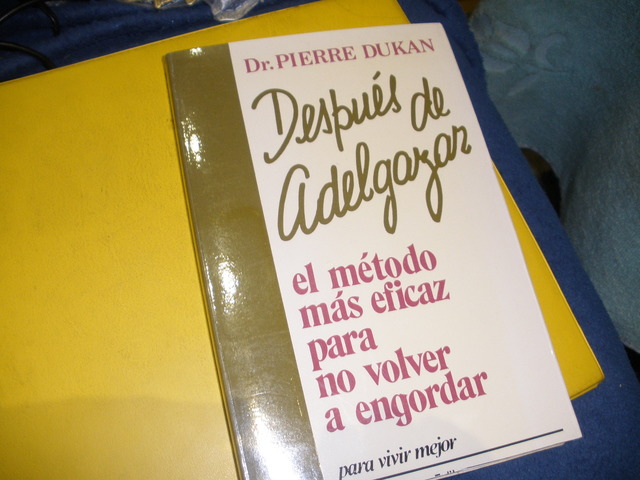 Dr. PIERRE DUKAN
Después de
Adelgazar
el método
más eficaz
para
no volver
a engordar
para vivir mejor